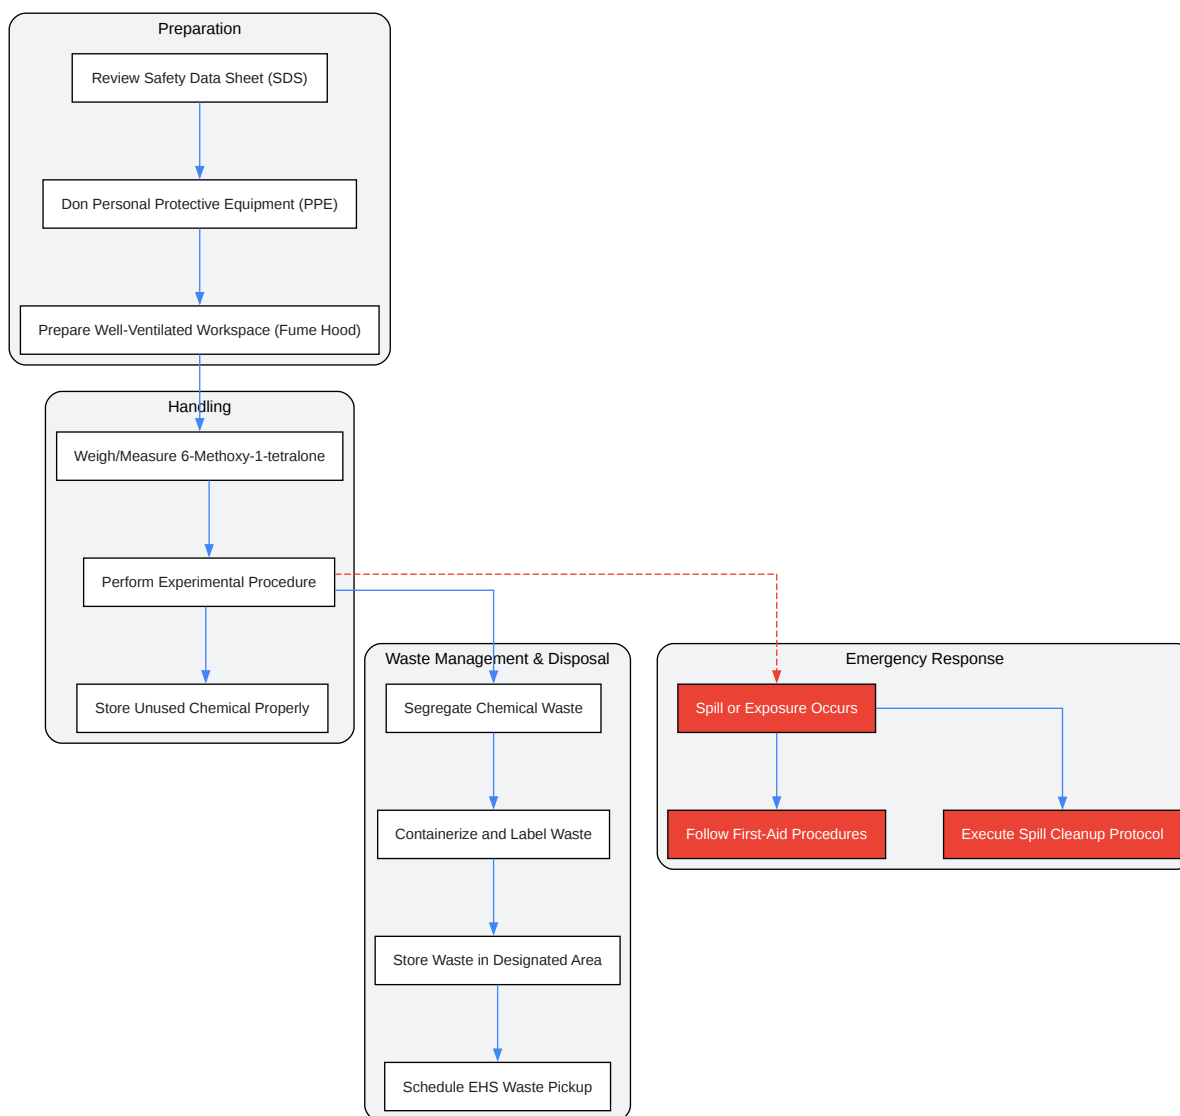 Preparation
Review Safety Data Sheet (SDS)
Don Personal Protective Equipment (PPE)
Prepare Well-Ventilated Workspace (Fume Hood)
Handling
Weigh/Measure 6-Methoxy-1-tetralone
Perform Experimental Procedure
Store Unused Chemical Properly
Waste Management & Disposal
Segregate Chemical Waste
Containerize and Label Waste
Store Waste in Designated Area
Schedule EHS Waste Pickup
Emergency Response
Spill or Exposure Occurs
Follow First-Aid Procedures
Execute Spill Cleanup Protocol